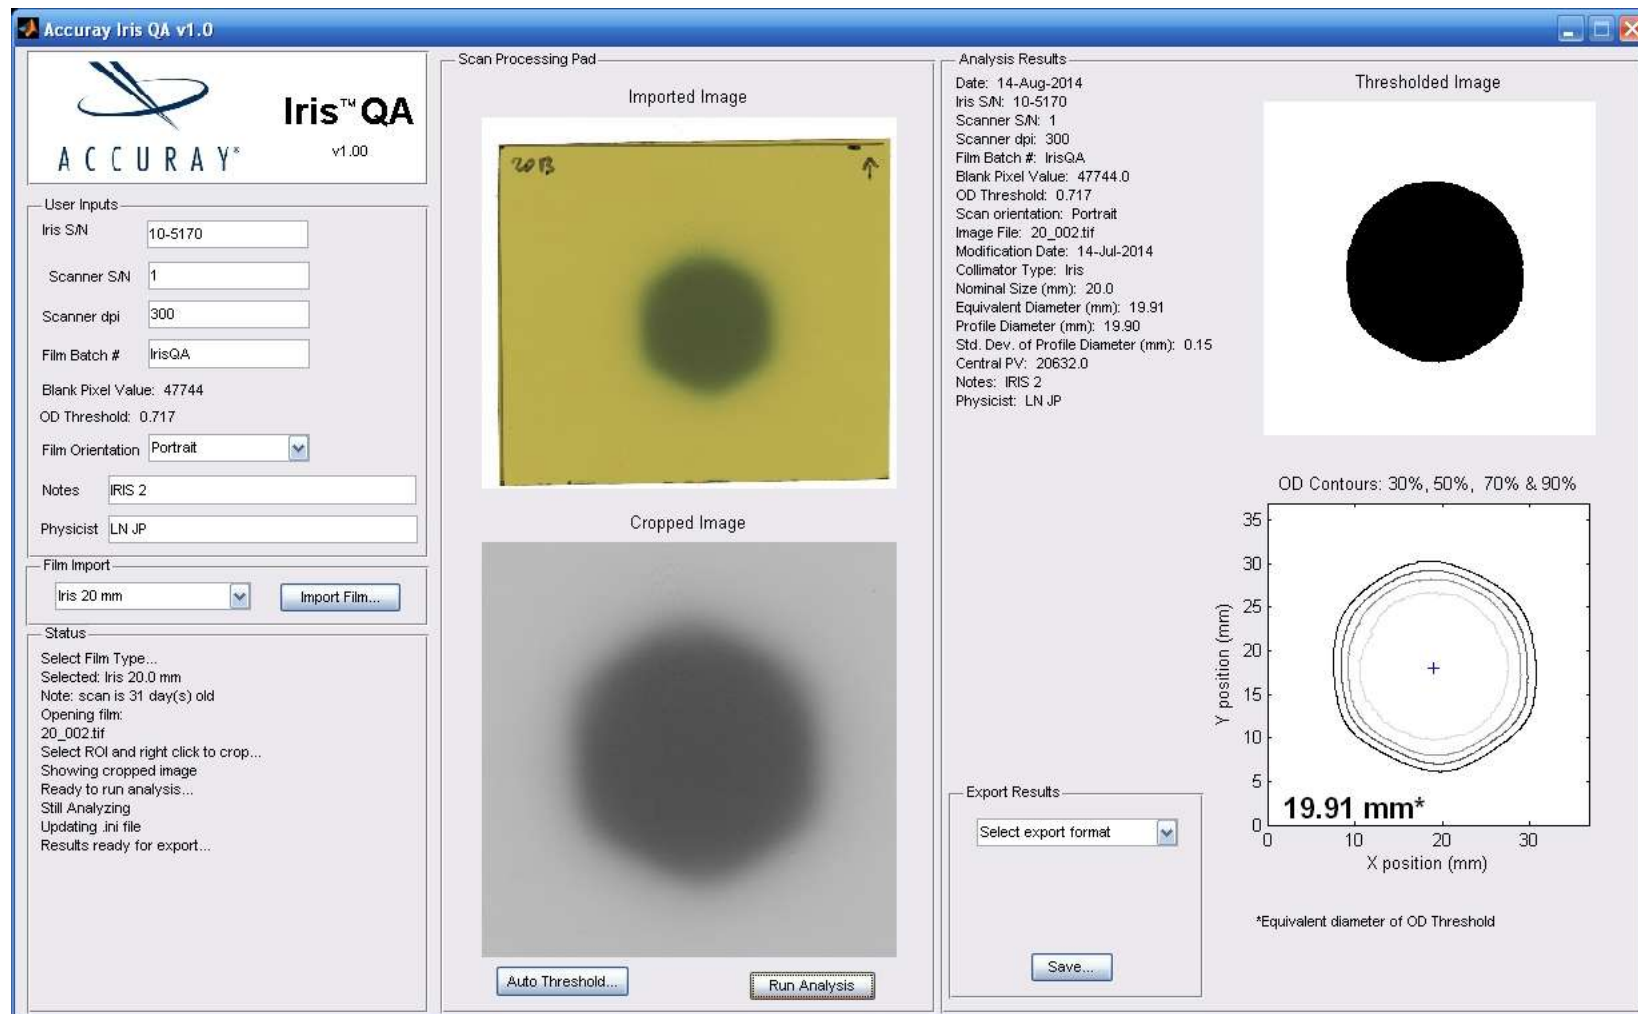 Accuray Iris QA v1.0
ACCURAY®
Iris™ QA
v1.00
User Inputs
Iris S/N
10-5170
Scanner S/N
1
Scanner dpi
300
Film Batch #
IrisQA
Blank Pixel Value: 47744
OD Threshold: 0.717
Film Orientation
Portrait
Notes
IRIS 2
Physicist
LN JP
Film Import
Iris 20 mm
Import Film...
Status
Select Film Type...
Selected: Iris 20.0 mm
Note: scan is 31 day(s) old
Opening film:
20_002.tif
Select ROI and right click to crop...
Showing cropped image
Ready to run analysis...
Still Analyzing
Updating .ini file
Results ready for export...
Scan Processing Pad
Imported Image
20 B
Cropped Image
Auto Threshold...
Run Analysis
Analysis Results
Date: 14-Aug-2014
Iris S/N: 10-5170
Scanner S/N: 1
Scanner dpi: 300
Film Batch #: IrisQA
Blank Pixel Value: 47744.0
OD Threshold: 0.717
Scan orientation: Portrait
Image File: 20_002.tif
Modification Date: 14-Jul-2014
Collimator Type: Iris
Nominal Size (mm): 20.0
Equivalent Diameter (mm): 19.91
Profile Diameter (mm): 19.90
Std. Dev. of Profile Diameter (mm): 0.15
Central PV: 20632.0
Notes: IRIS 2
Physicist: LN JP
Export Results
Select export format
Save...
Thresholded Image
OD Contours: 30%, 50%, 70% & 90%
35
30
25
20
15
10
5
0
Y position (mm)
19.91 mm*
0 10 20 30
X position (mm)
*Equivalent diameter of OD Threshold